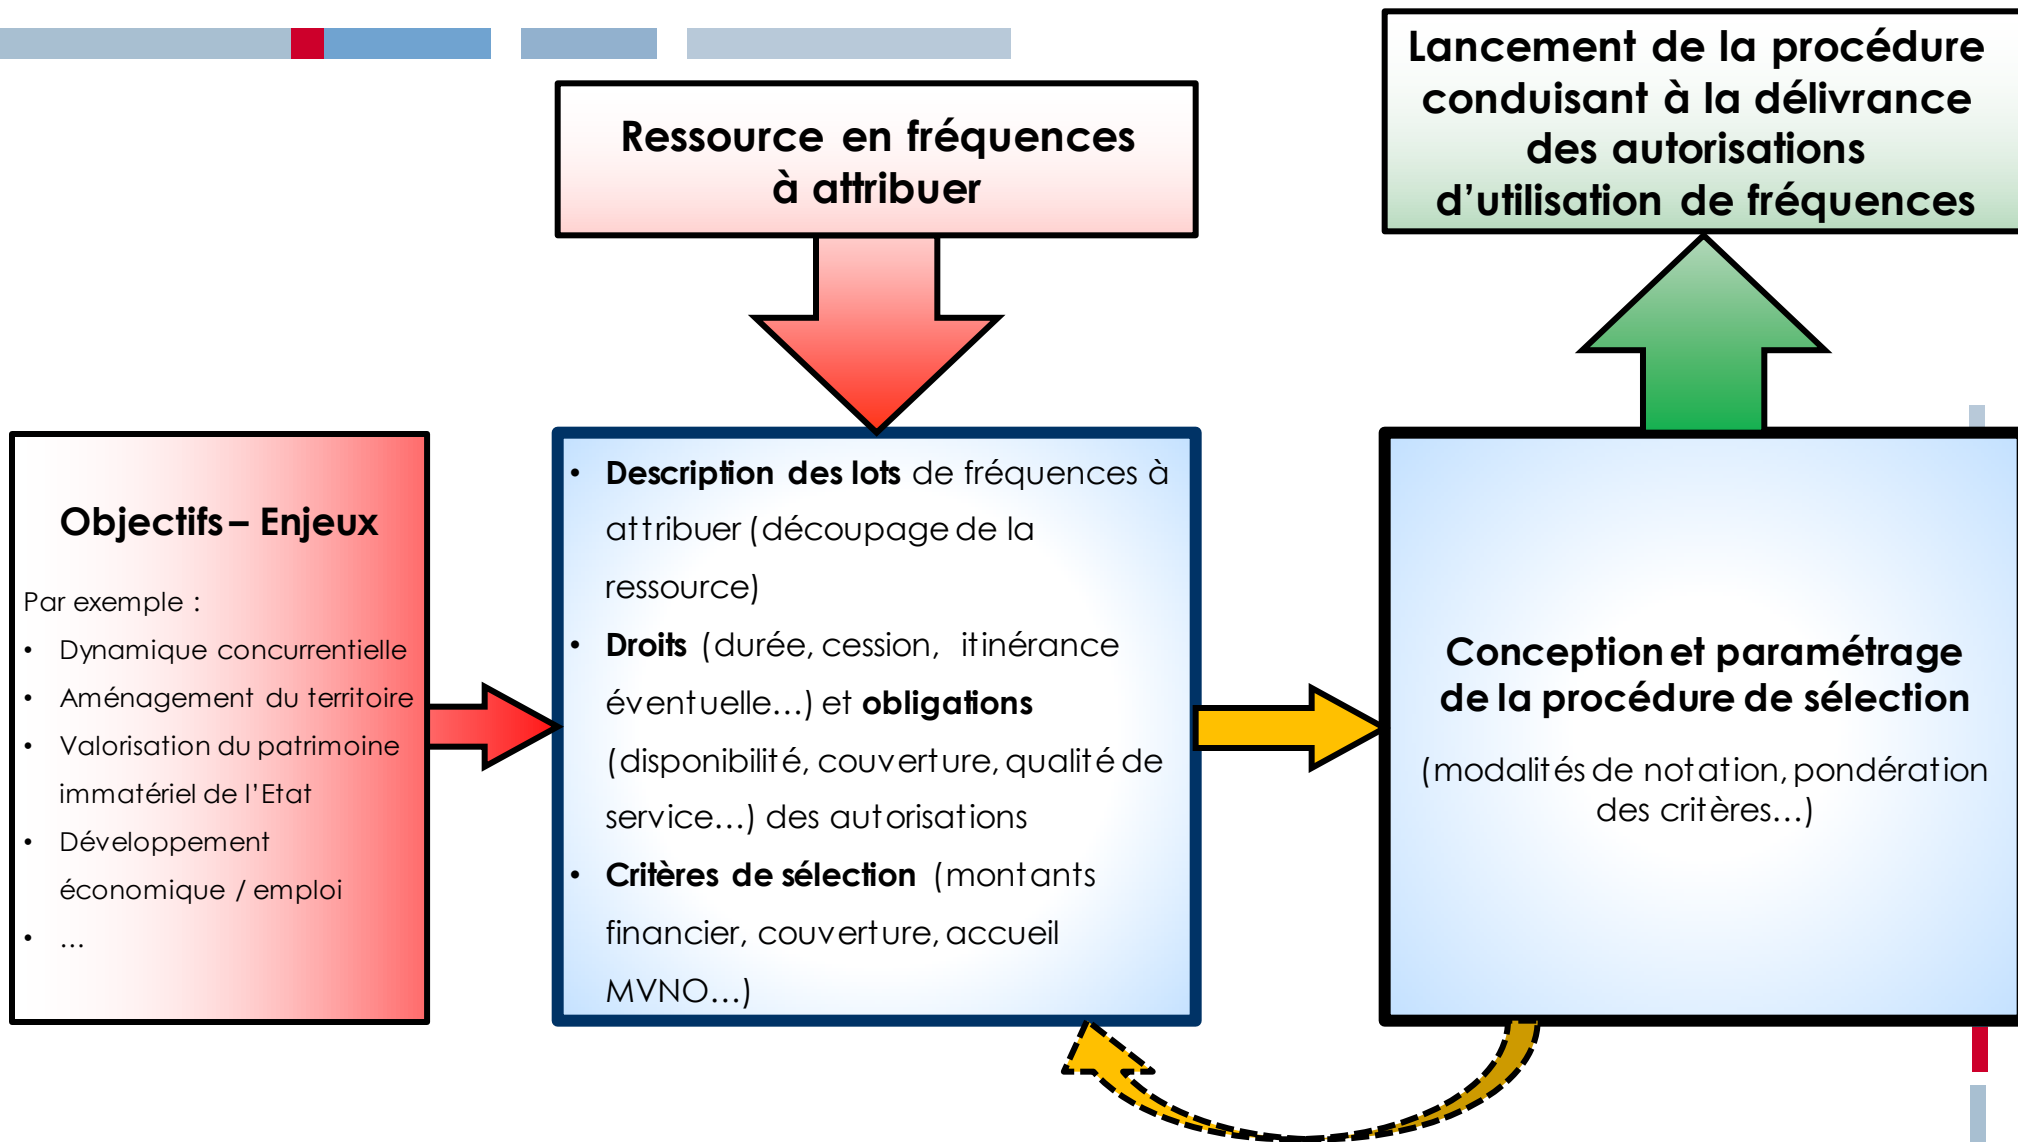 Ressource en fréquences
à attribuer
Lancement de la procédure
conduisant à la délivrance
des autorisations
d’utilisation de fréquences
Objectifs – Enjeux
Par exemple :
• Dynamique concurrentielle
• Aménagement du territoire
• Valorisation du patrimoine
immatériel de l’Etat
• Développement
économique / emploi
• …
• Description des lots de fréquences à
attribuer (découpage de la
ressource)
• Droits (durée, cession, itinérance
éventuelle…) et obligations
(disponibilité, couverture, qualité de
service…) des autorisations
• Critères de sélection (montants
financier, couverture, accueil
MVNO…)
Conception et paramétrage
de la procédure de sélection
(modalités de notation, pondération
des critères…)